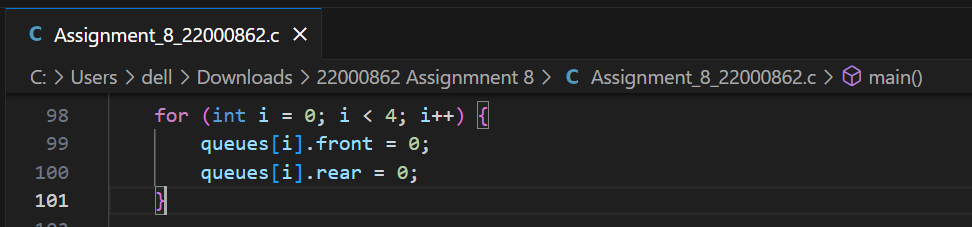 C Assignment_8_22000862.c ×
C: > Users > dell > Downloads > 22000862 Assignmnent 8 > C Assignment_8_22000862.c > main()
98 for (int i = 0; i < 4; i++) {
99 queues[i].front = 0;
100 queues[i].rear = 0;
101 }